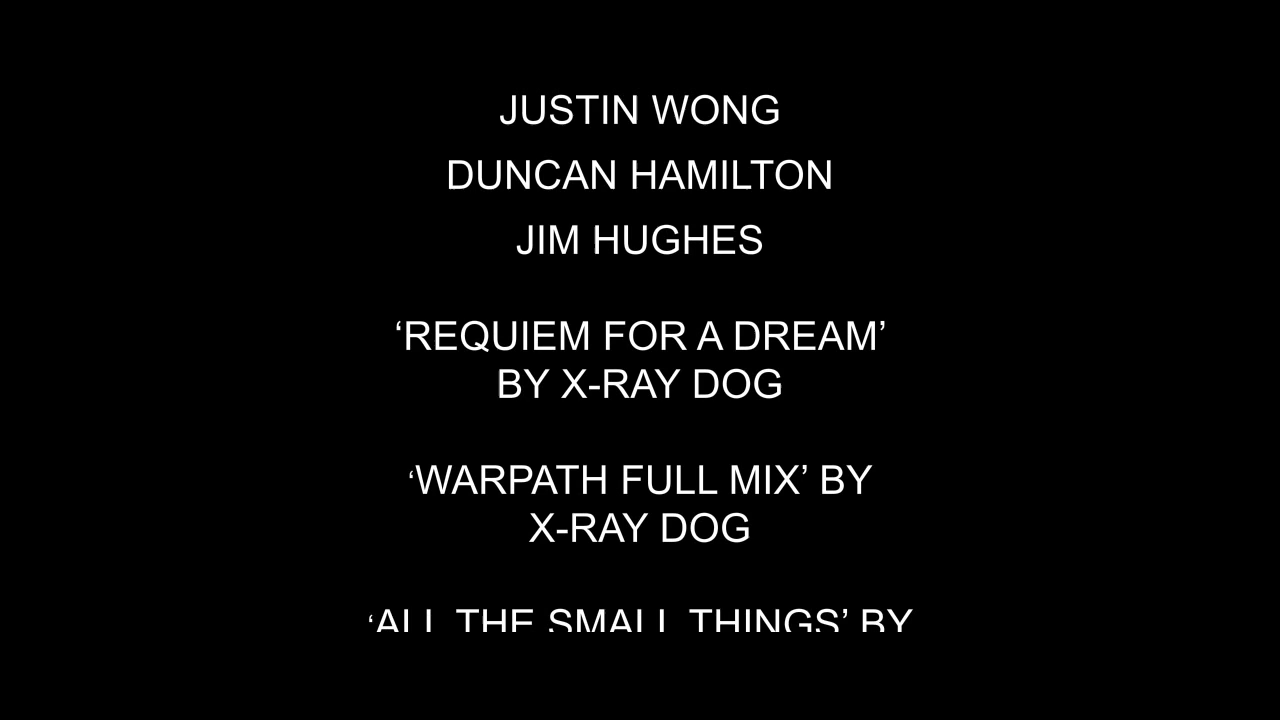 JUSTIN WONG
DUNCAN HAMILTON
JIM HUGHES
‘REQUIEM FOR A DREAM’
BY X-RAY DOG
‘WARPATH FULL MIX’ BY
X-RAY DOG
‘ALL THE SMALL THINGS’ BY